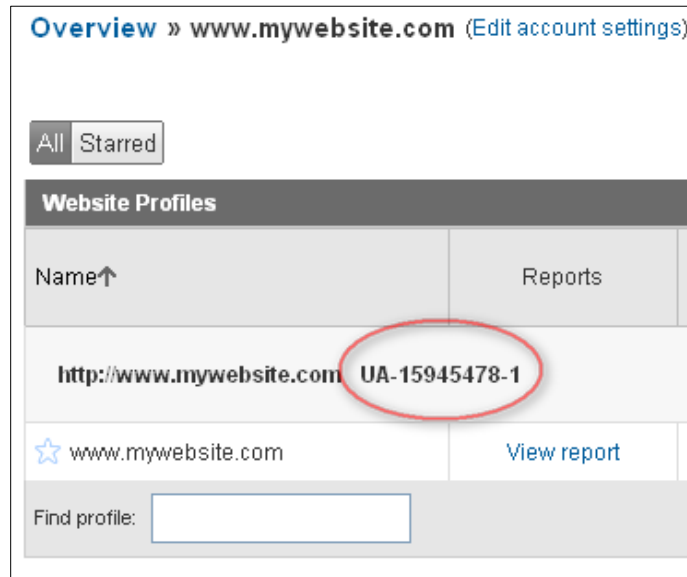 Overview » www.mywebsite.com (Edit account settings)
All Starred
Website Profiles
Name↑ Reports
http://www.mywebsite.com UA-15945478-1
www.mywebsite.com View report
Find profile: